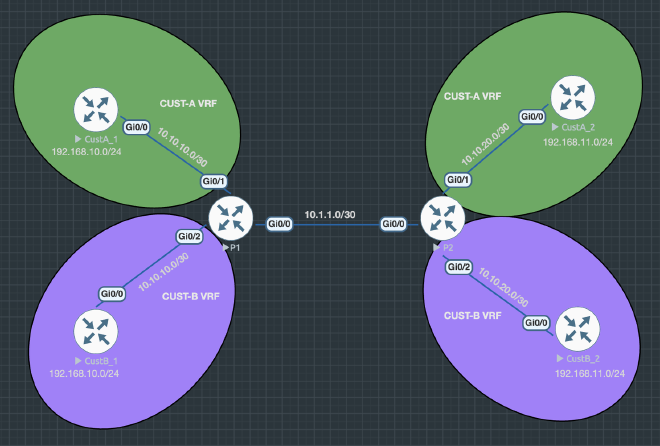 CUST-A VRF
CustA_1
192.168.10.0/24
Gi0/0
10.10.10.0/30
Gi0/1
CUST-A VRF
CustA_2
192.168.11.0/24
Gi0/0
10.10.20.0/30
Gi0/1
P1
Gi0/0
10.1.1.0/30
Gi0/0
P2
Gi0/2
10.10.10.0/30
CUST-B VRF
Gi0/0
CustB_1
192.168.10.0/24
Gi0/2
10.10.20.0/30
CUST-B VRF
Gi0/0
CustB_2
192.168.11.0/24